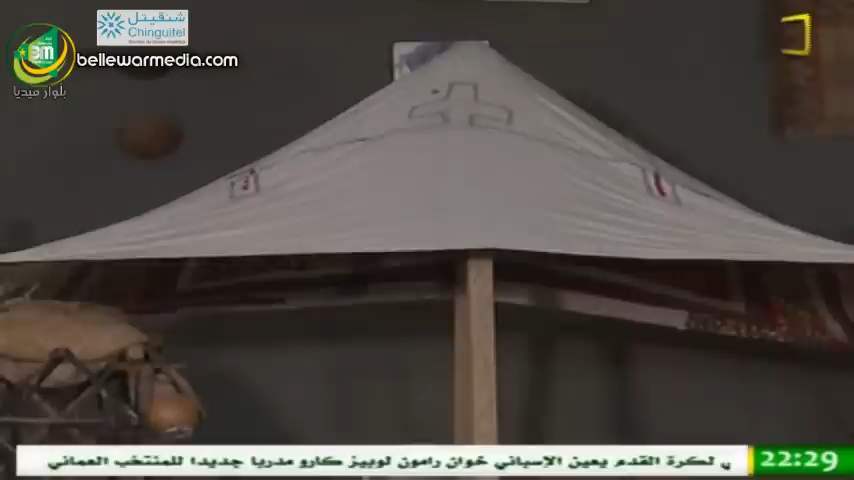 شنقيتل
Chinguitel
BM
bellewarmedia.com
بلوار ميديا
ي لكرة القدم يعين الاسباني خوان رامون لوبيز كارو مدربا جديدا للمنتخب العماني
22:29